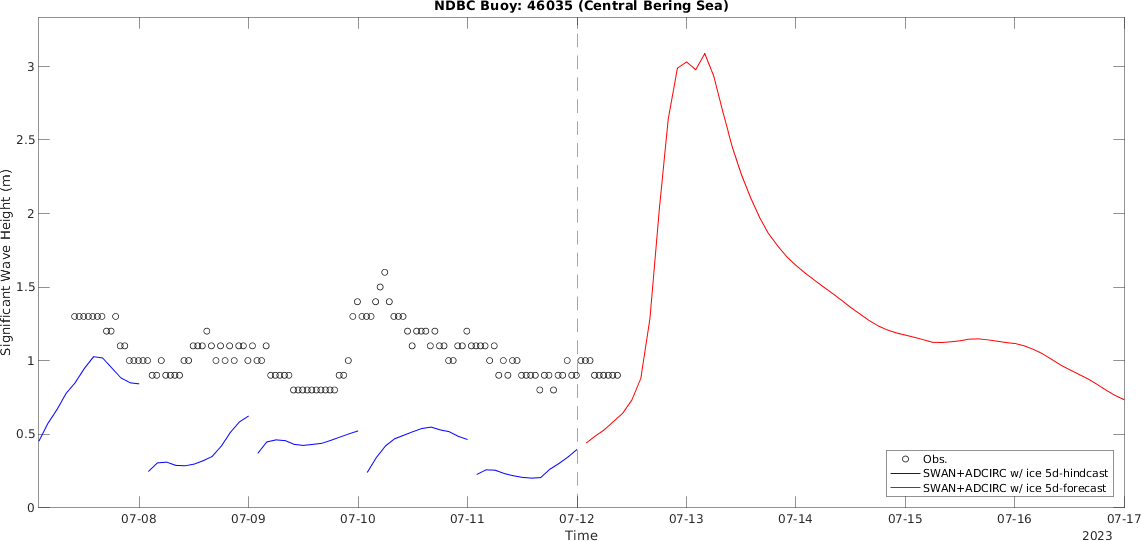 NDBC Buoy: 46035 (Central Bering Sea)
Significant Wave Height (m)
3
2.5
2
1.5
1
0.5
0
Obs.
SWAN+ADCIRC w/ ice 5d-hindcast
SWAN+ADCIRC w/ ice 5d-forecast
07-08 07-09 07-10 07-11 07-12 07-13 07-14 07-15 07-16 07-17
Time
2023